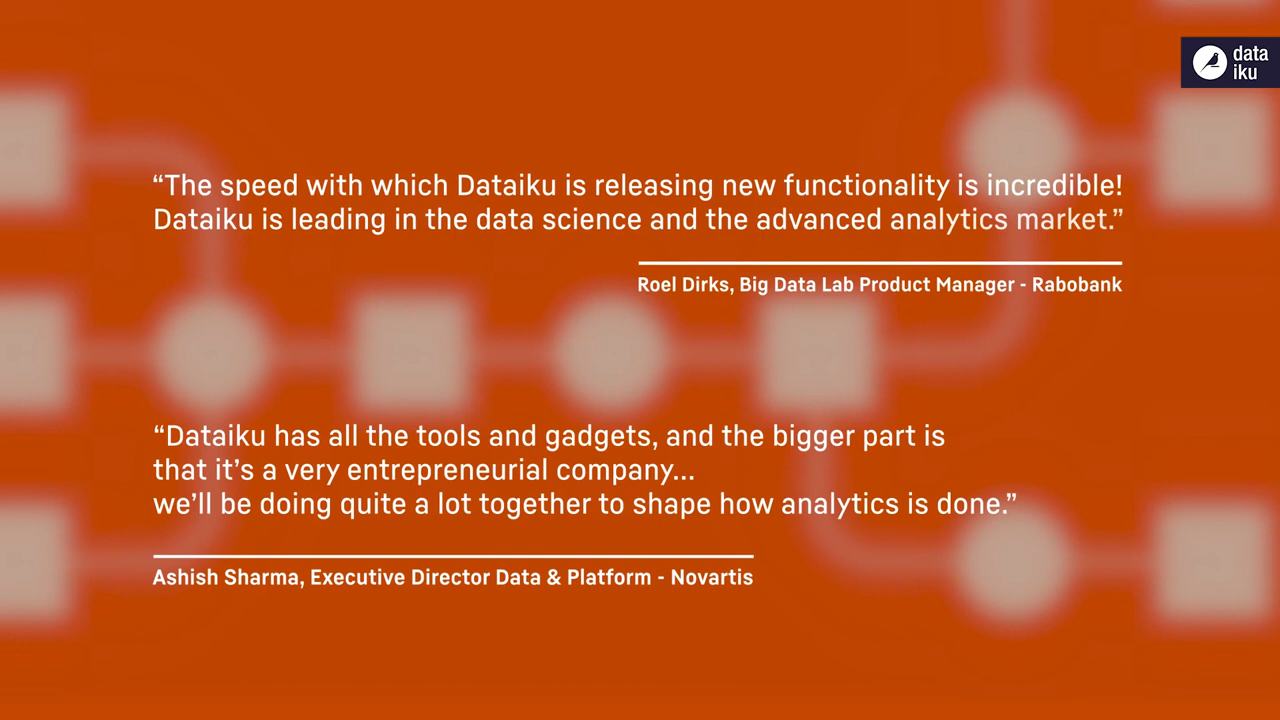 data
iku
“The speed with which Dataiku is releasing new functionality is incredible!
Dataiku is leading in the data science and the advanced analytics market.”
Roel Dirks, Big Data Lab Product Manager - Rabobank
“Dataiku has all the tools and gadgets, and the bigger part is
that it’s a very entrepreneurial company...
we’ll be doing quite a lot together to shape how analytics is done.”
Ashish Sharma, Executive Director Data & Platform - Novartis